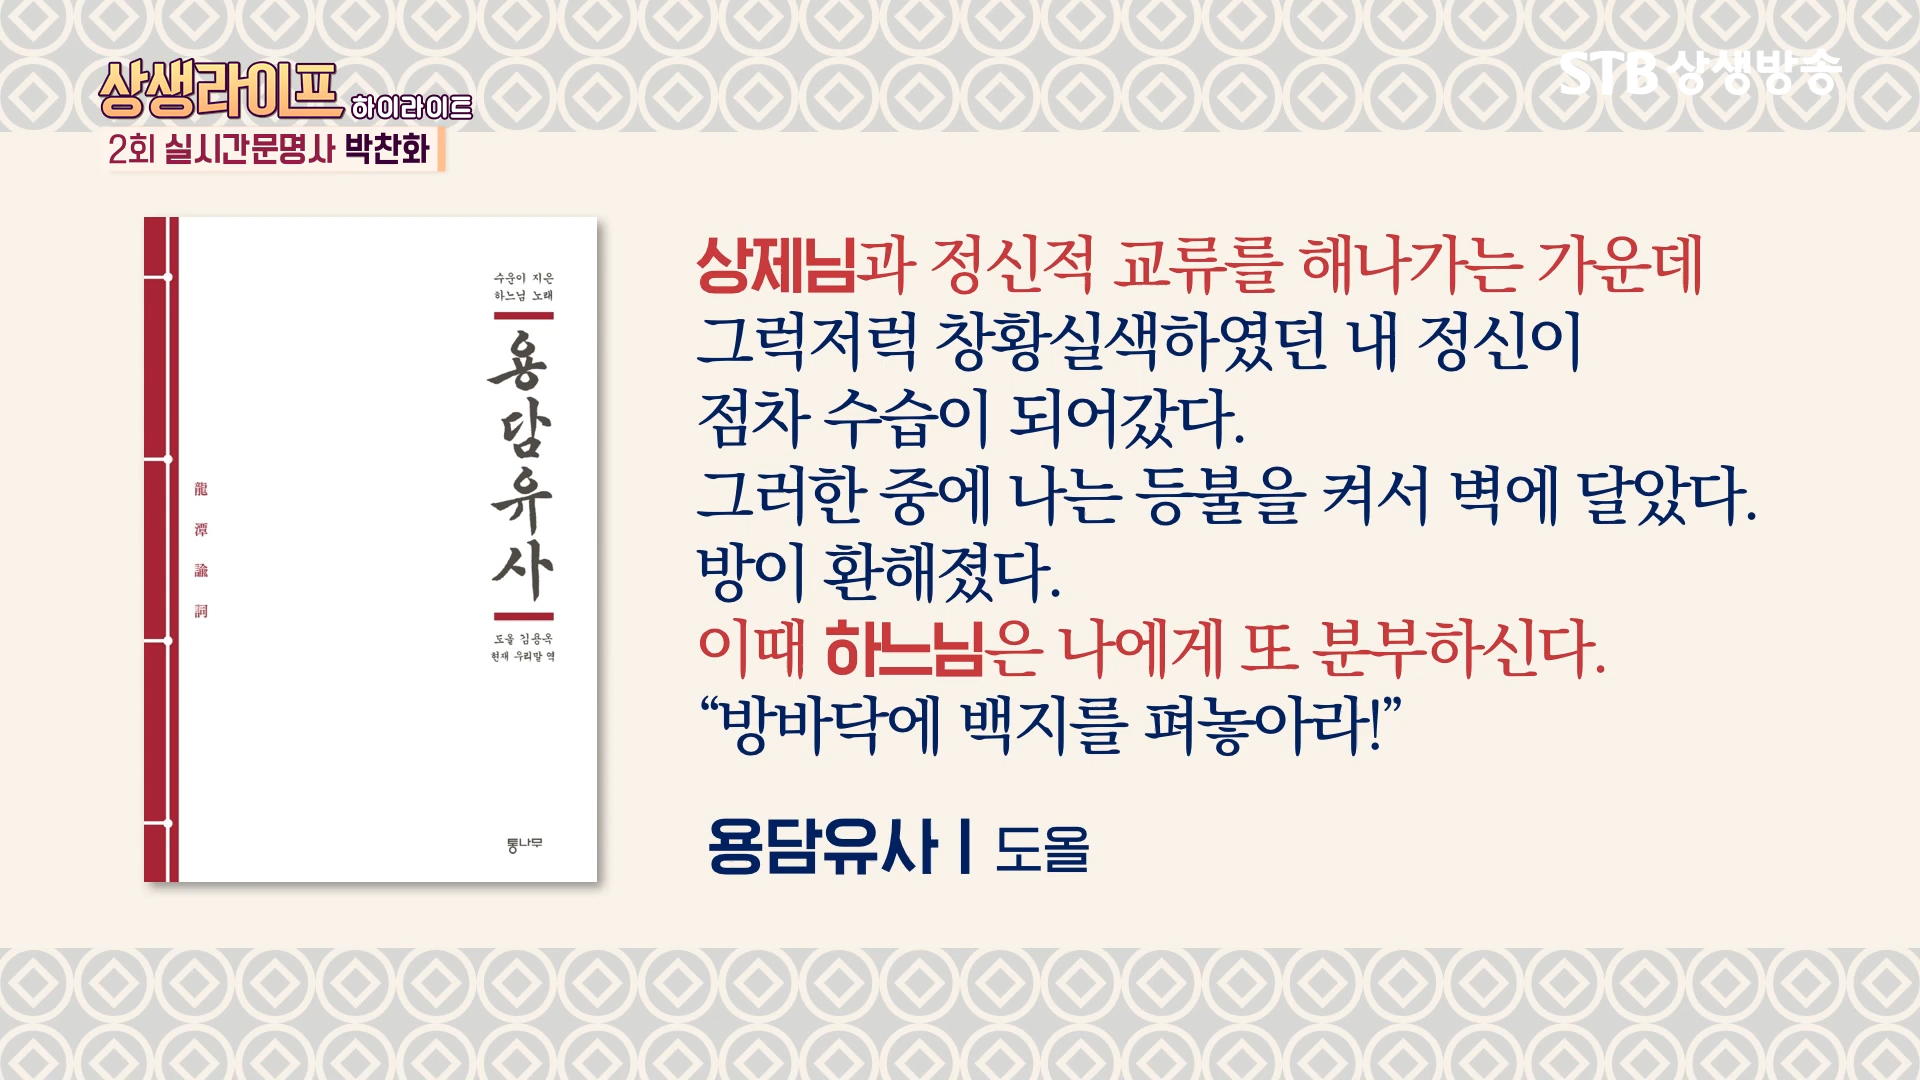 상생라이프 하이라이트
2회 실시간문명사 박찬화
STB 상생방송
수운이 지은
하느님 노래
용담유사
도올 김용옥
현재 우리말 역
龍潭諭詞
통나무
상제님과 정신적 교류를 해나가는 가운데
그럭저럭 창황실색하였던 내 정신이
점차 수습이 되어갔다.
그러한 중에 나는 등불을 켜서 벽에 달았다.
방이 환해졌다.
이때 하느님은 나에게 또 분부하신다.
“방바닥에 백지를 펴놓아라!”
용담유사 | 도올